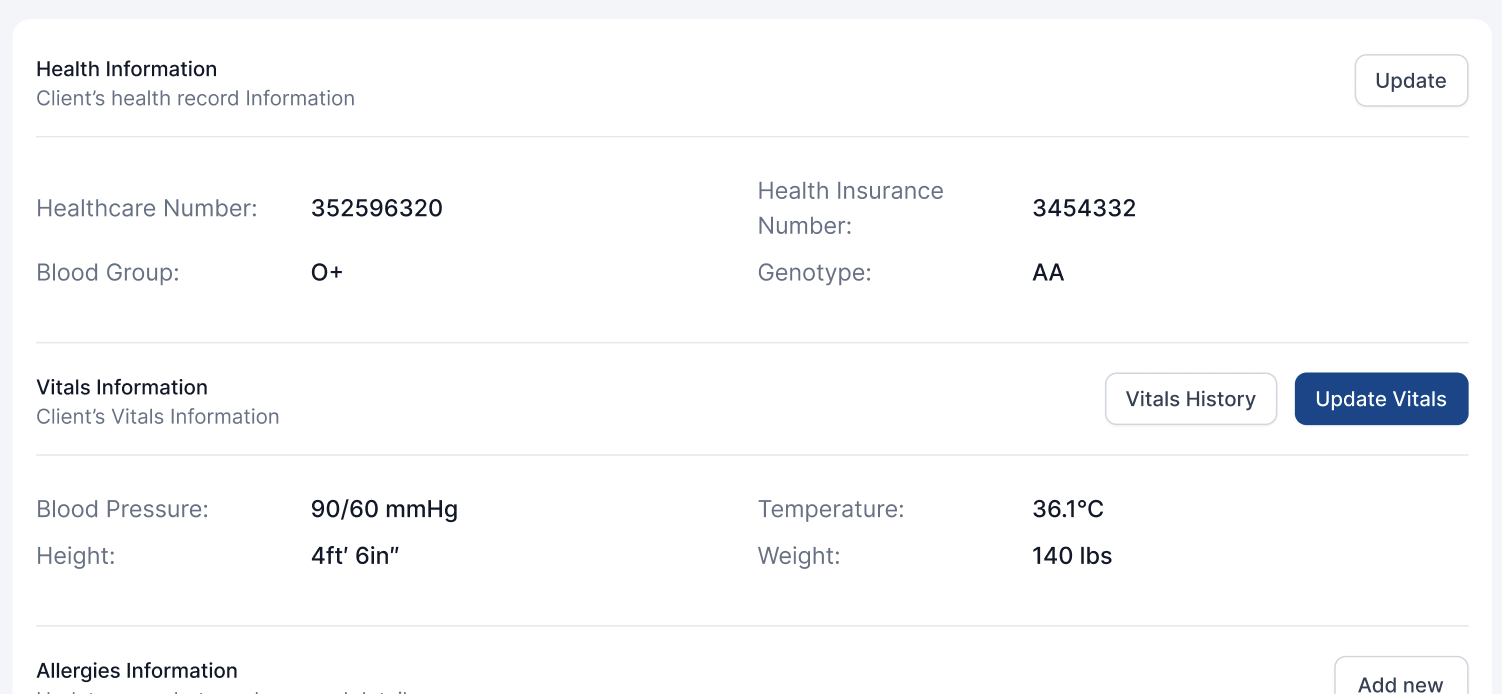 Health Information
Update
Client’s health record Information
Healthcare Number:
352596320
Health Insurance
Number:
3454332
Blood Group:
O+
Genotype:
AA
Vitals Information
Client’s Vitals Information
Vitals History
Update Vitals
Blood Pressure:
90/60 mmHg
Temperature:
36.1°C
Height:
4ft′ 6in″
Weight:
140 lbs
Allergies Information
Add new